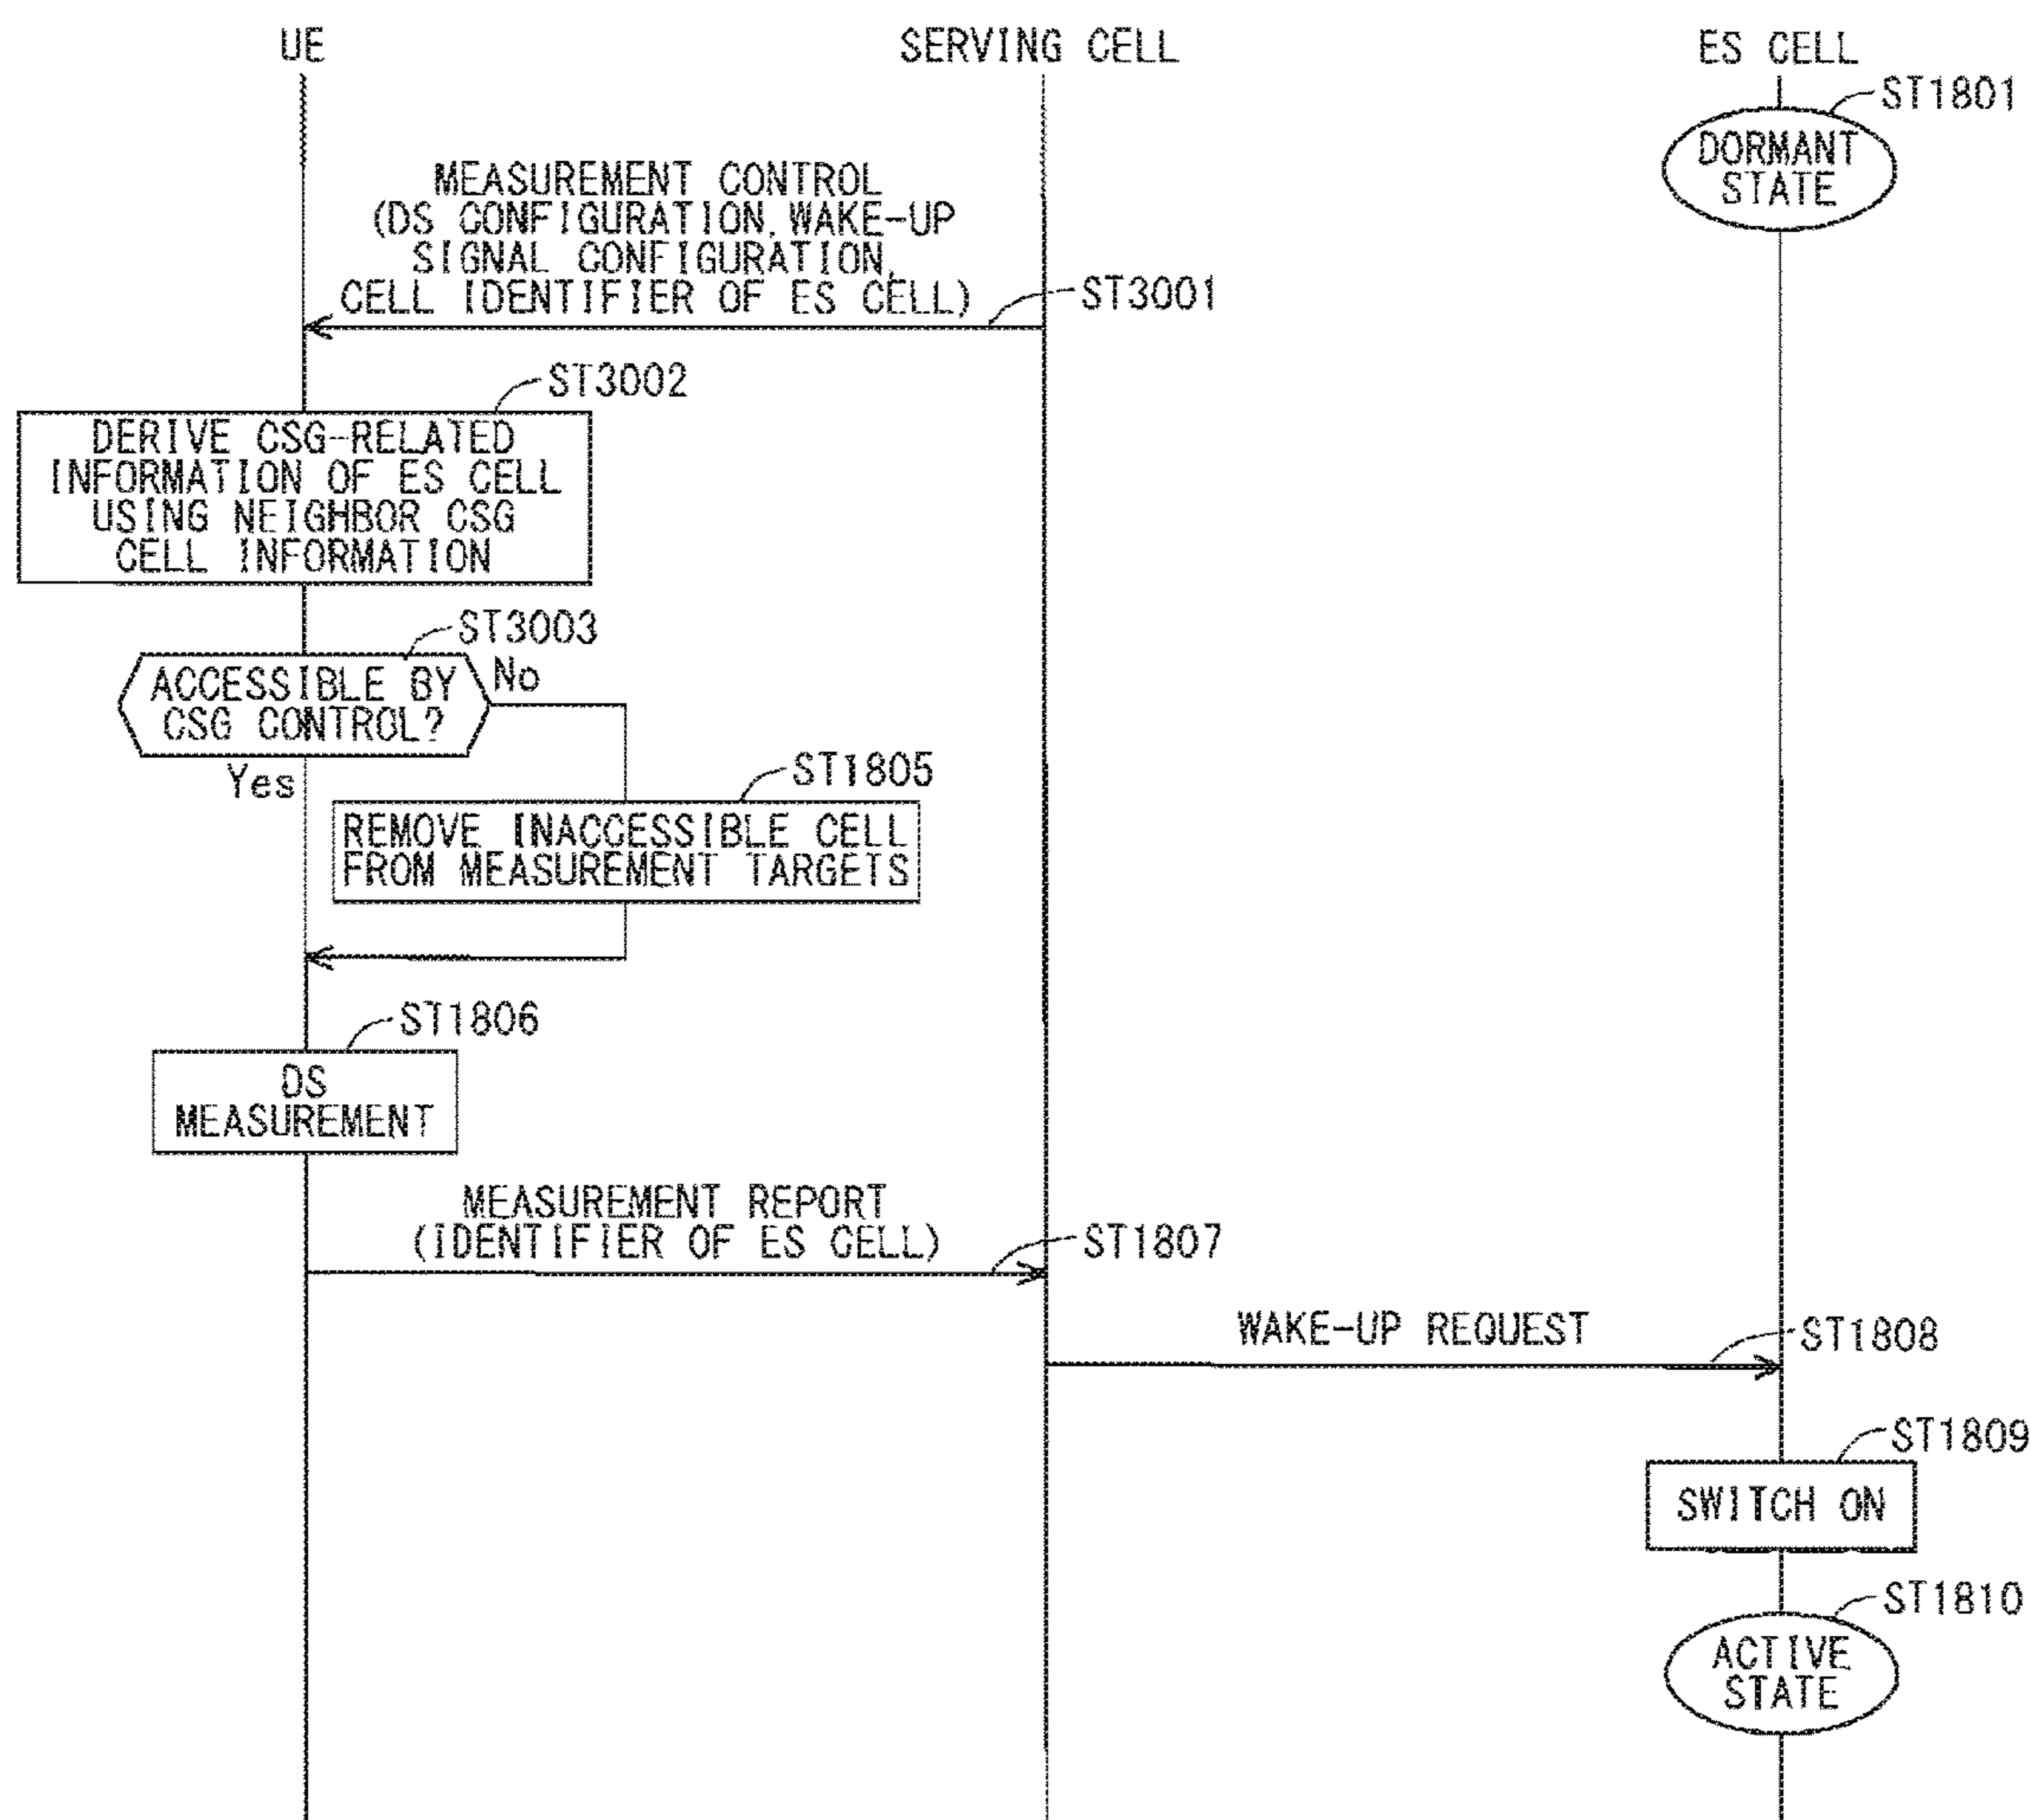 UE
SERVING CELL
ES CELL
ST1801
DORMANT
STATE
MEASUREMENT CONTROL
(DS CONFIGURATION, WAKE-UP
SIGNAL CONFIGURATION,
CELL IDENTIFIER OF ES CELL)
ST3001
ST3002
DERIVE CSG-RELATED
INFORMATION OF ES CELL
USING NEIGHBOR CSG
CELL INFORMATION
ST3003
ACCESSIBLE BY
CSG CONTROL?
No
Yes
ST1805
REMOVE INACCESSIBLE CELL
FROM MEASUREMENT TARGETS
ST1806
DS
MEASUREMENT
MEASUREMENT REPORT
(IDENTIFIER OF ES CELL)
ST1807
WAKE-UP REQUEST
ST1808
ST1809
SWITCH ON
ST1810
ACTIVE
STATE